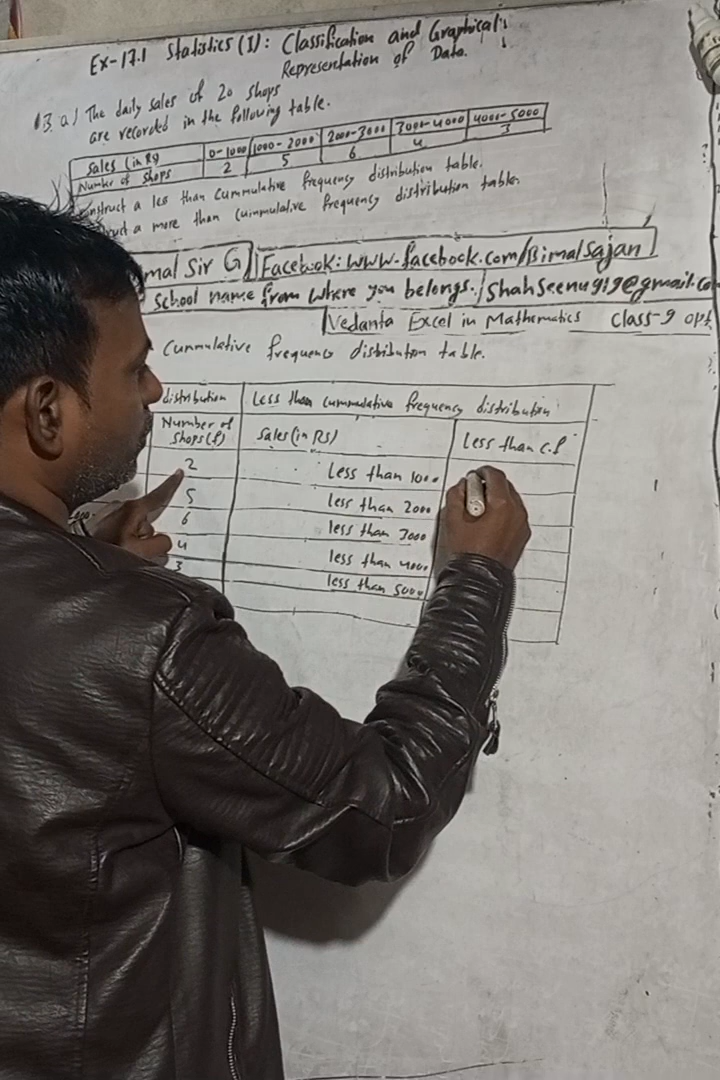 Ex-17.1 Statistics (I): Classification and Graphical
Representation of Data.
13. a) The daily sales of 20 shops
are recorded in the following table.
Sales (in Rs) 0-1000 1000-2000 2000-3000 3000-4000 4000-5000
Number of shops 2 5 6 4 3
a less than cummulative frequency distribution table.
a more than cummulative frequency distribution table.
mal Sir G Facebook: www.facebook.com/Bimalsajan
School name from where you belongs./shahseenu919@gmail.co
Vedanta Excel in Mathematics Class-9 opt
Cummulative frequency distribution table.
distribution Less than cummulative frequency distribution
Number of shops (f) Sales (in Rs) Less than c.f
2 less than 1000
5 less than 2000
6 less than 3000
4 less than 4000
3 less than 5000